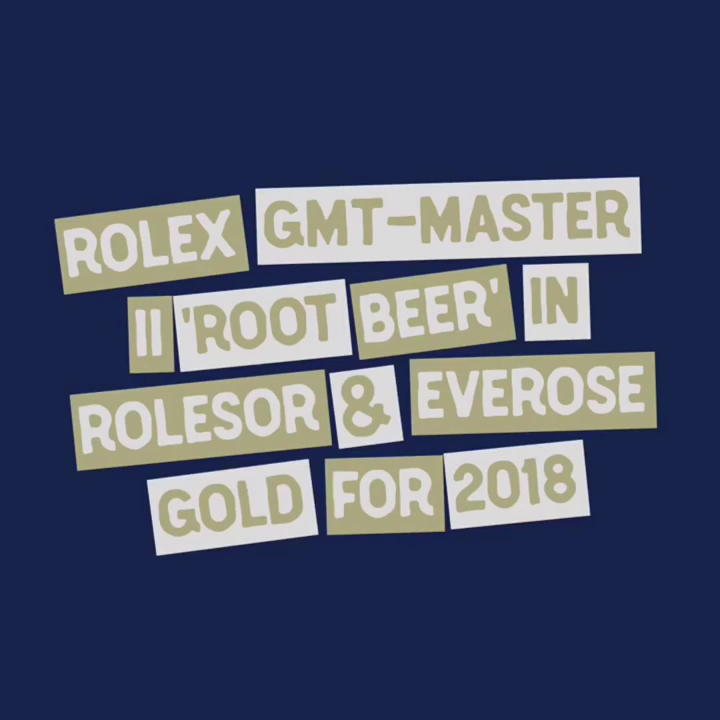 ROLEX GMT-MASTER
II 'ROOT BEER' IN
ROLESOR & EVEROSE
GOLD FOR 2018